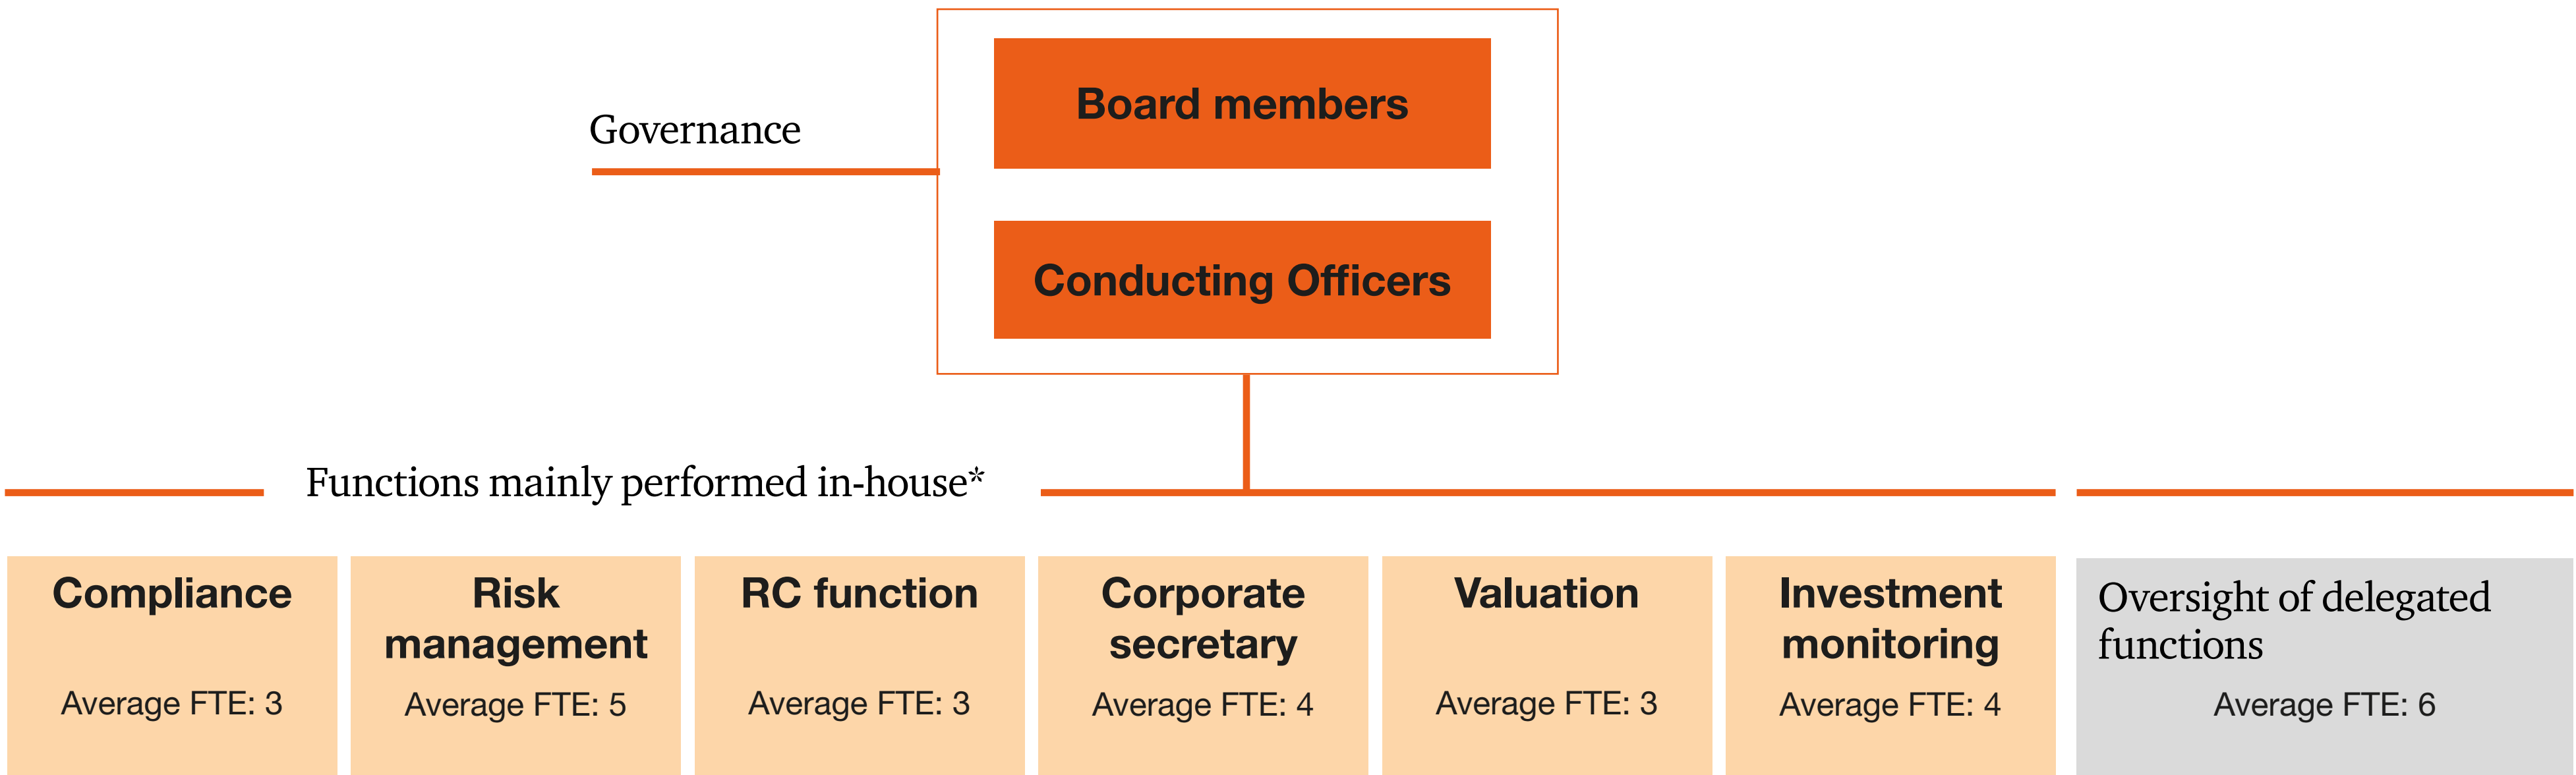 Board members
Governance
Conducting Officers
Functions mainly performed in-house*
Compliance
Average FTE: 3
Risk
management
Average FTE: 5
RC function
Average FTE: 3
Corporate
secretary
Average FTE: 4
Valuation
Average FTE: 3
Investment
monitoring
Average FTE: 4
Oversight of delegated
functions
Average FTE: 6